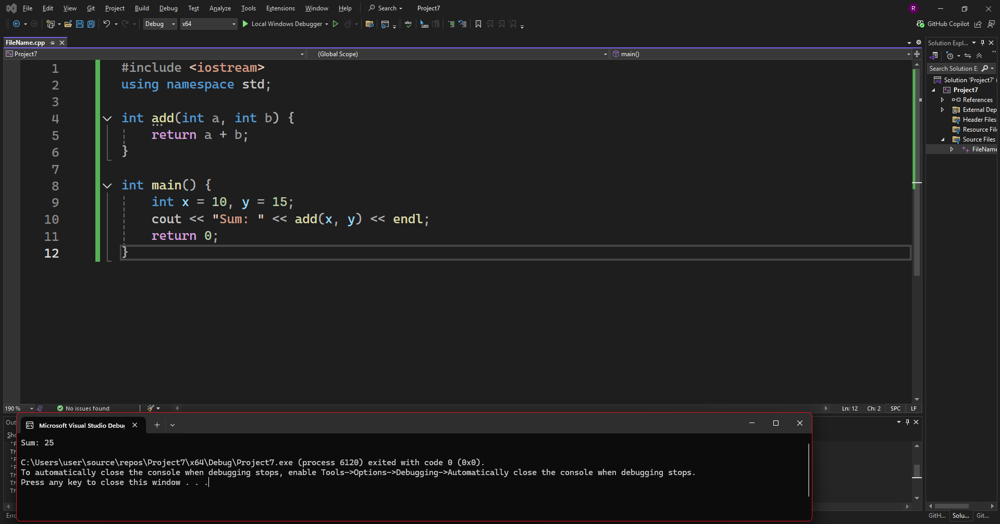 File Edit View Git Project Build Debug Test Analyze Tools Extensions Window Help Search Project7 R
Debug x64 Local Windows Debugger abc GitHub Copilot
FileName.cpp
Project7 (Global Scope) main()
1 #include <iostream>
2 using namespace std;
3
4 int add(int a, int b) {
5 return a + b;
6 }
7
8 int main() {
9 int x = 10, y = 15;
10 cout << "Sum: " << add(x, y) << endl;
11 return 0;
12 }
190 % No issues found Ln: 12 Ch: 2 SPC LF
Solution Expl...
Search Solution E
Solution 'Project7' (
Project7
References
External Dep
Header Files
Resource Fil
Source Files
FileName
Out
Sho
'P
Th
'P
'P
Th
Th
Th
Erro
Microsoft Visual Studio Debug
Sum: 25
C:\Users\user\source\repos\Project7\x64\Debug\Project7.exe (process 6120) exited with code 0 (0x0).
To automatically close the console when debugging stops, enable Tools->Options->Debugging->Automatically close the console when debugging stops.
Press any key to close this window . . .
GitH... Solu... Git...